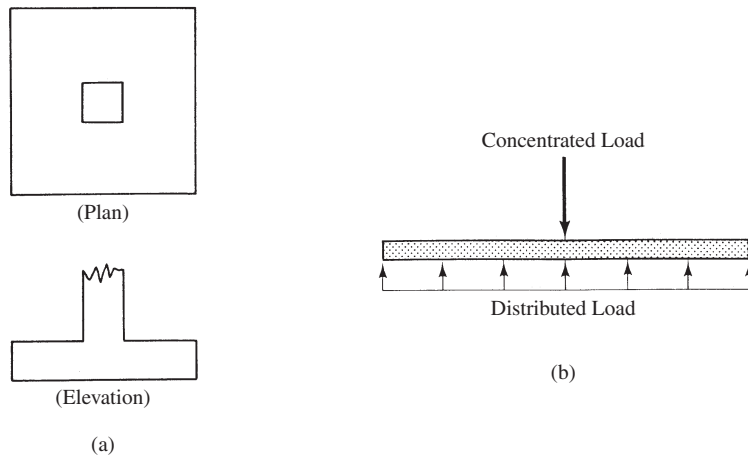 (Plan)
(Elevation)
(a)
Concentrated Load
Distributed Load
(b)